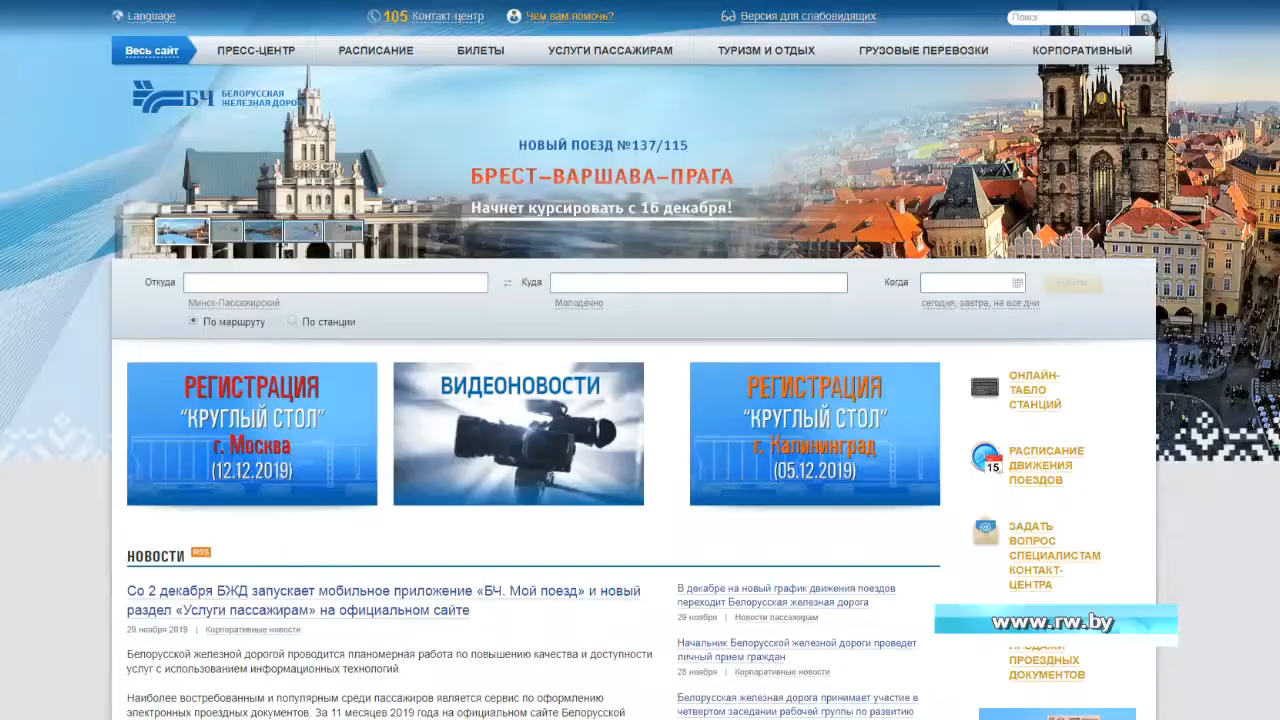 Language
105 Контакт-центр
Чем вам помочь?
Версия для слабовидящих
Поиск
Весь сайт
ПРЕСС-ЦЕНТР
РАСПИСАНИЕ
БИЛЕТЫ
УСЛУГИ ПАССАЖИРАМ
ТУРИЗМ И ОТДЫХ
ГРУЗОВЫЕ ПЕРЕВОЗКИ
КОРПОРАТИВНЫЙ
БЧ
БЕЛОРУССКАЯ
ЖЕЛЕЗНАЯ
БРЕСТ
НОВЫЙ ПОЕЗД №137/115
БРЕСТ–ВАРШАВА–ПРАГА
Начнет курсировать с 16 декабря!
Откуда
Куда
Когда
Минск-Пассажирский
Молодечно
сегодня, завтра, на все дни
По маршруту
По станции
РЕГИСТРАЦИЯ
“КРУГЛЫЙ СТОЛ”
г. Москва
(12.12.2019)
ВИДЕОНОВОСТИ
РЕГИСТРАЦИЯ
“КРУГЛЫЙ СТОЛ”
г. Калининград
(05.12.2019)
ОНЛАЙН-
ТАБЛО
СТАНЦИЙ
15
РАСПИСАНИЕ
ДВИЖЕНИЯ
ПОЕЗДОВ
ЗАДАТЬ
ВОПРОС
СПЕЦИАЛИСТАМ
КОНТАКТ-
ЦЕНТРА
www.rw.by
ПРОДАЖИ
ПРОЕЗДНЫХ
ДОКУМЕНТОВ
НОВОСТИ RSS
Со 2 декабря БЖД запускает мобильное приложение «БЧ. Мой поезд» и новый
раздел «Услуги пассажирам» на официальном сайте
29 ноября 2019 | Корпоративные новости
Белорусской железной дорогой проводится планомерная работа по повышению качества и доступности
услуг с использованием информационных технологий.
Наиболее востребованным и популярным среди пассажиров является сервис по оформлению
электронных проездных документов. За 11 месяцев 2019 года на официальном сайте Белорусской
В декабре на новый график движения поездов
переходит Белорусская железная дорога
29 ноября | Новости пассажирам
Начальник Белорусской железной дороги проведет
личный прием граждан
28 ноября | Корпоративные новости
Белорусская железная дорога принимает участие в
четвертом заседании рабочей группы по развитию